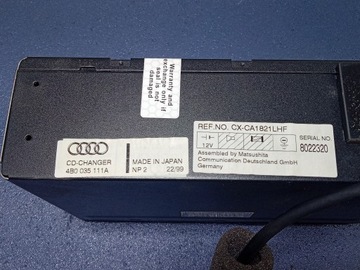 Warranty and
exchange only if
seal is not
damaged
REF.NO. CX-CA1821LHF
12V
Assembled by Matsushita
Communication Deutschland GmbH
Germany
SERIAL NO.
8022320
CD-CHANGER
4B0 035 111A
MADE IN JAPAN
NP 2 22/99